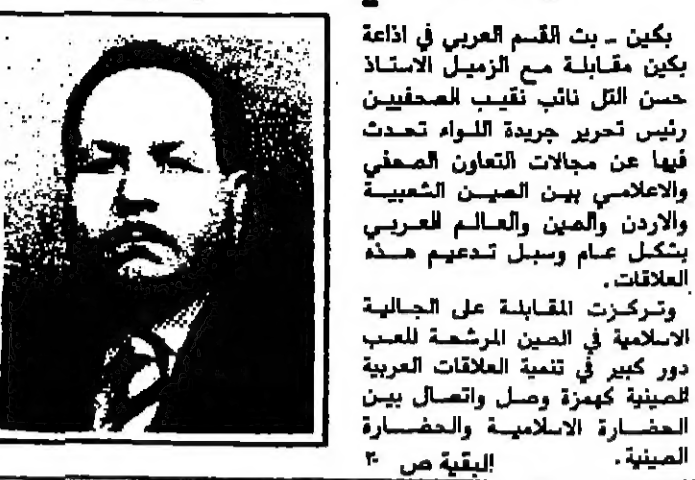 بكين ـ بث القسم العربي في اذاعة
بكين مقابلة مع الزميل الاستاذ
حسن التل نائب نقيب الصحفيين
رئيس تحرير جريدة اللواء تحدث
فيها عن مجالات التعاون الصحفي
والاعلامي بين الصين الشعبية
والاردن والصين والعالم العربي
بشكل عام وسبل تدعيم هذه
العلاقات.
وتركزت المقابلة على الجالية
الاسلامية في الصين المرشحة للعب
دور كبير في تنمية العلاقات العربية
الصينية كهمزة وصل واتصال بين
الحضارة الاسلامية والحضارة
الصينية. البقية ص ٢٠